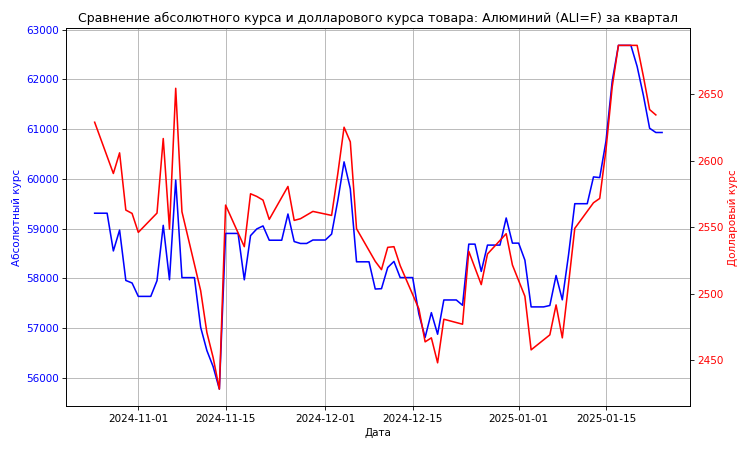 Сравнение абсолютного курса и долларового курса товара: Алюминий (ALI=F) за квартал
63000
62000
61000
60000
59000
58000
57000
56000
Абсолютный курс
2650
2600
2550
2500
2450
Долларовый курс
2024-11-01 2024-11-15 2024-12-01 2024-12-15 2025-01-01 2025-01-15
Дата